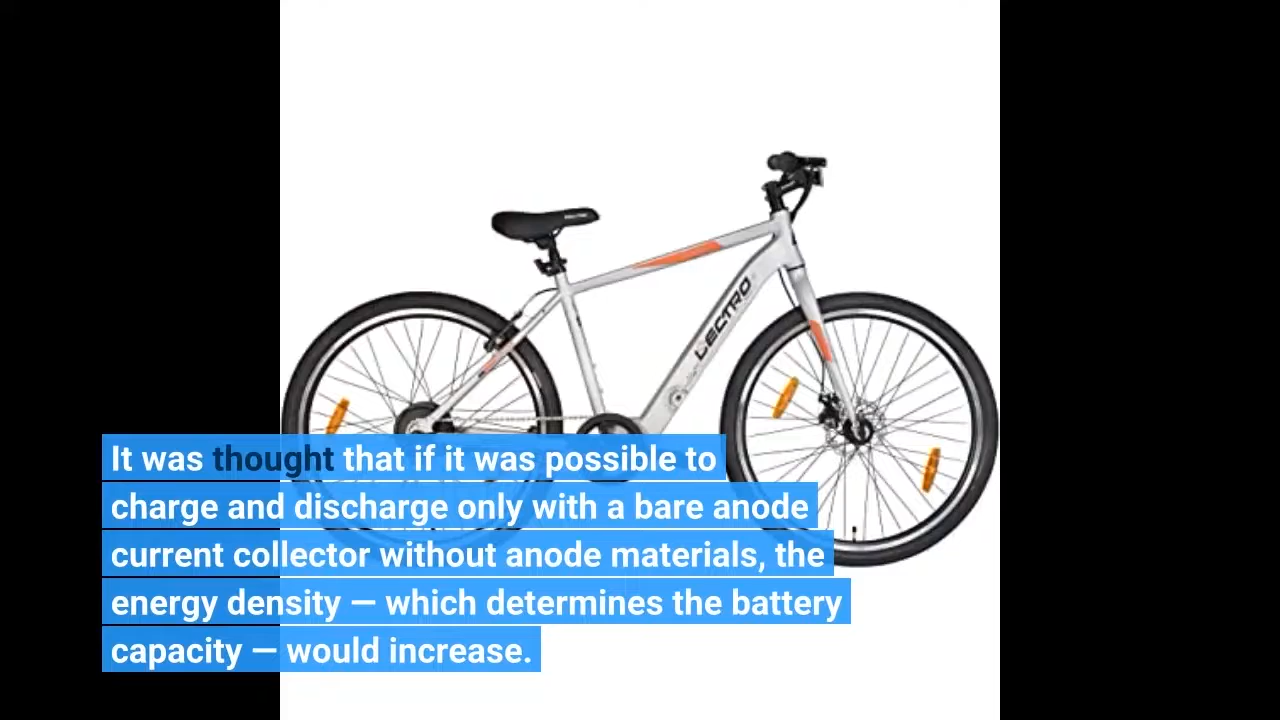 LECTRO
It was thought that if it was possible to
charge and discharge only with a bare anode
current collector without anode materials, the
energy density — which determines the battery
capacity — would increase.